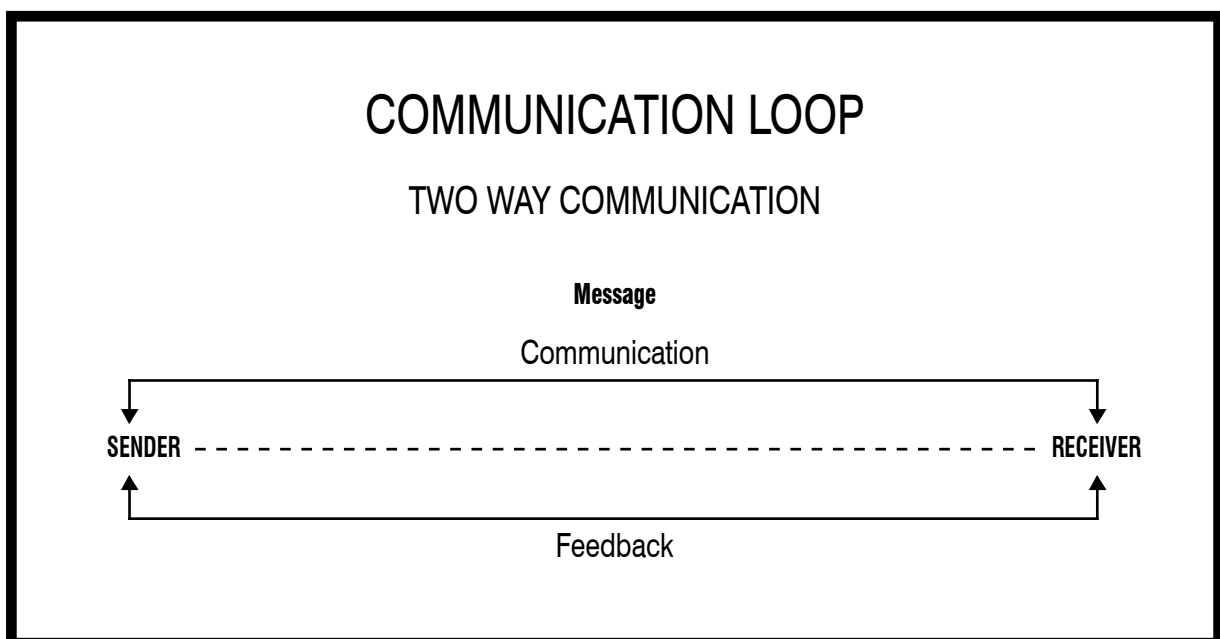 COMMUNICATION LOOP
TWO WAY COMMUNICATION
Message
Communication
SENDER RECEIVER
Feedback